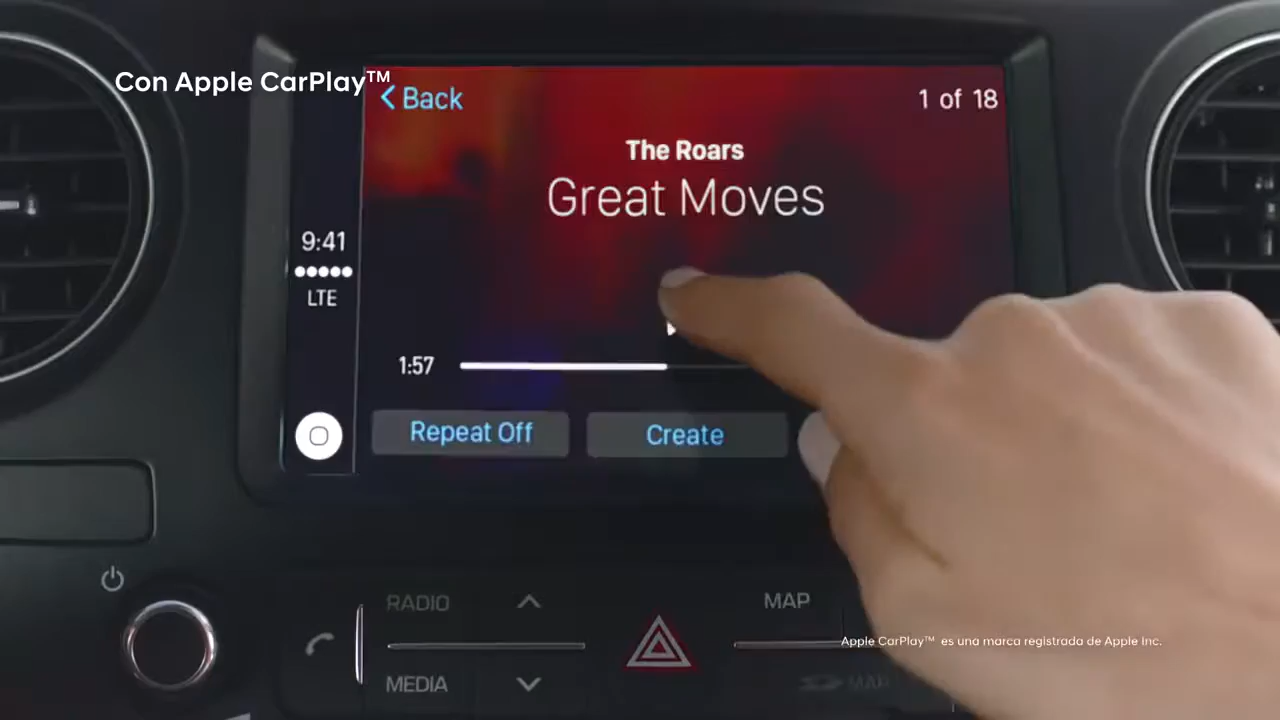 Con Apple CarPlay™
Back
1 of 18
The Roars
Great Moves
9:41
LTE
1:57
Repeat Off
Create
RADIO
MAP
Apple CarPlay™ es una marca registrada de Apple Inc.
MEDIA
MAP